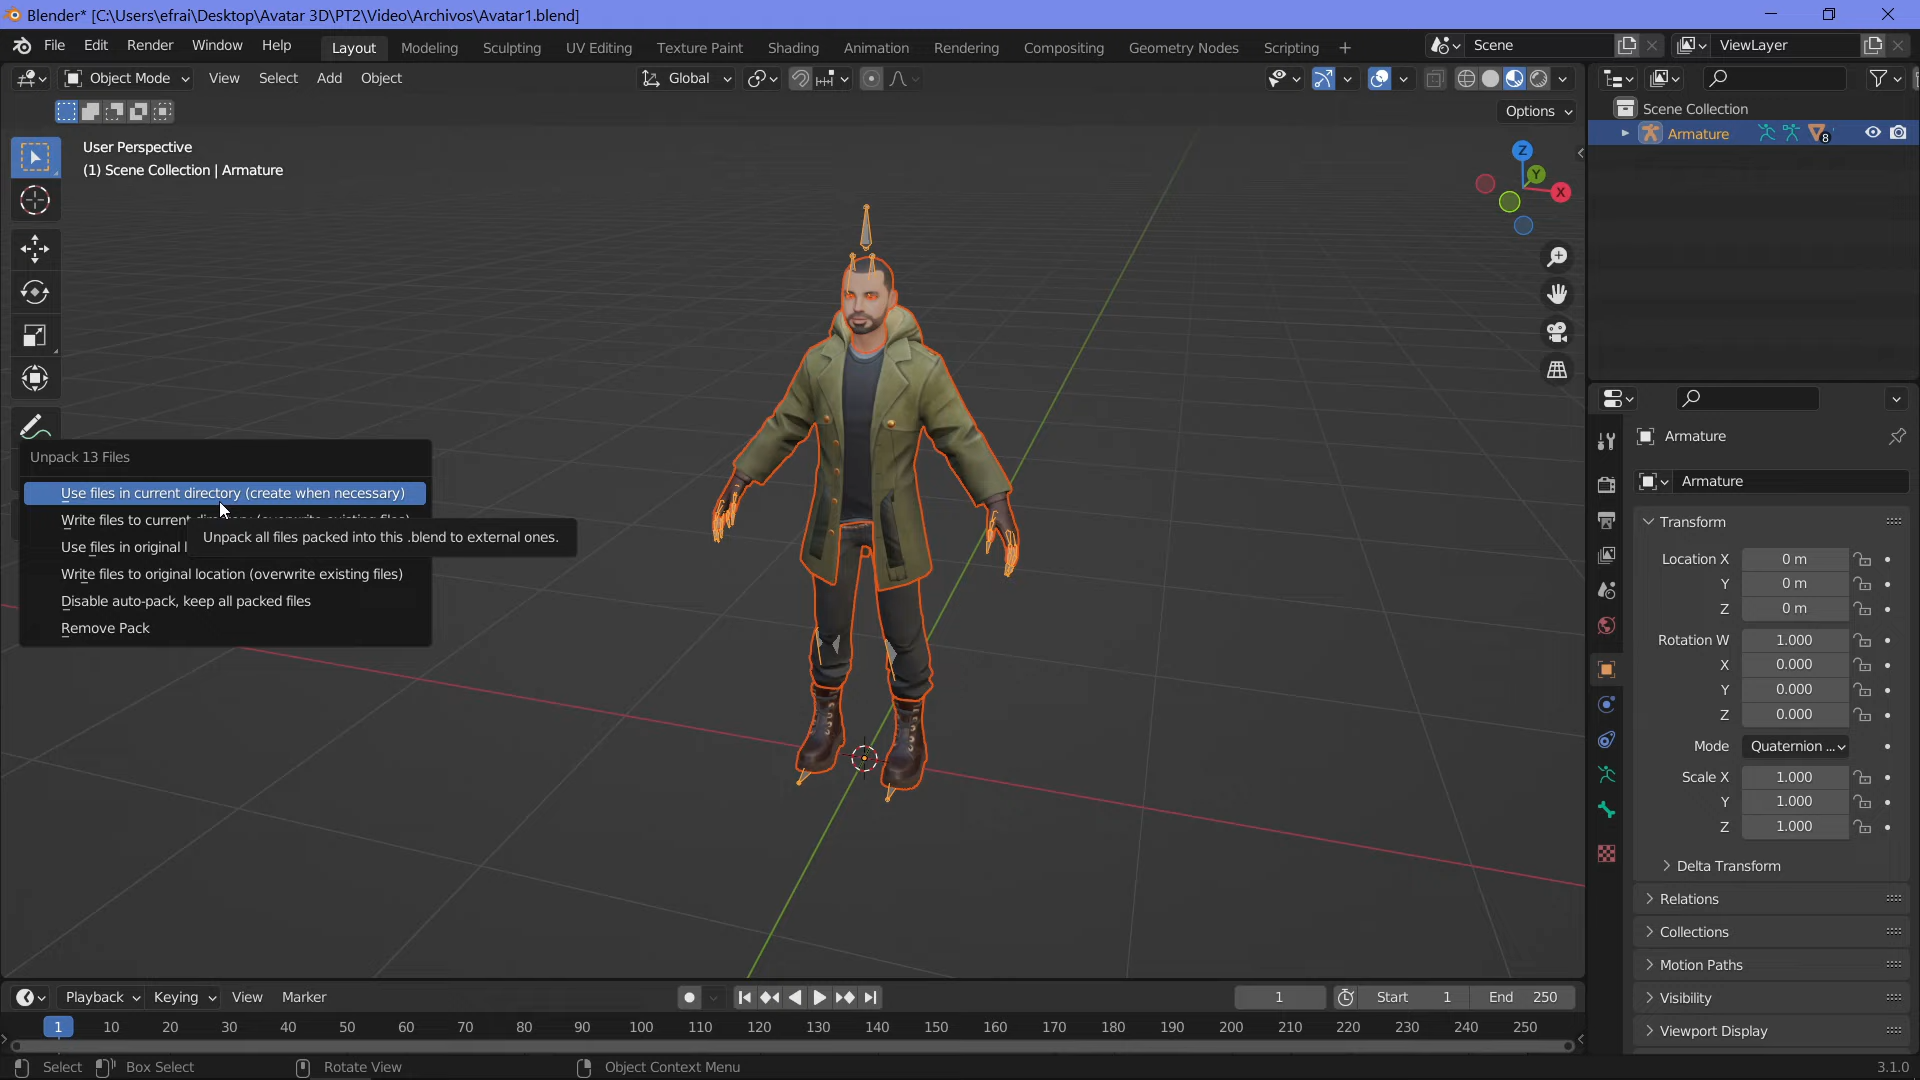 Blender* [C:\Users\efrai\Desktop\Avatar 3D\PT2\Video\Archivos\Avatar1.blend]
File Edit Render Window Help Layout Modeling Sculpting UV Editing Texture Paint Shading Animation Rendering Compositing Geometry Nodes Scripting + Scene ViewLayer
Object Mode View Select Add Object Global
Options
User Perspective
(1) Scene Collection | Armature
Z
Y
X
Scene Collection
Armature 8
Unpack 13 Files
Use files in current directory (create when necessary)
Write files to current
Unpack all files packed into this .blend to external ones.
Use files in original l
Write files to original location (overwrite existing files)
Disable auto-pack, keep all packed files
Remove Pack
Armature
Armature
Transform
Location X 0 m
Y 0 m
Z 0 m
Rotation W 1.000
X 0.000
Y 0.000
Z 0.000
Mode Quaternion ...
Scale X 1.000
Y 1.000
Z 1.000
Delta Transform
Relations
Collections
Motion Paths
Visibility
Viewport Display
Playback Keying View Marker 1 Start 1 End 250
1 10 20 30 40 50 60 70 80 90 100 110 120 130 140 150 160 170 180 190 200 210 220 230 240 250
Select Box Select Rotate View Object Context Menu 3.1.0